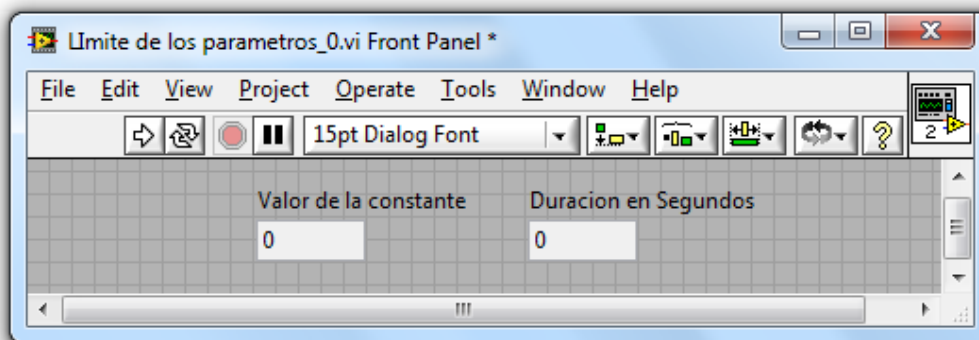 LImite de los parametros_0.vi Front Panel *
File Edit View Project Operate Tools Window Help
15pt Dialog Font
2
Valor de la constante Duracion en Segundos
0 0